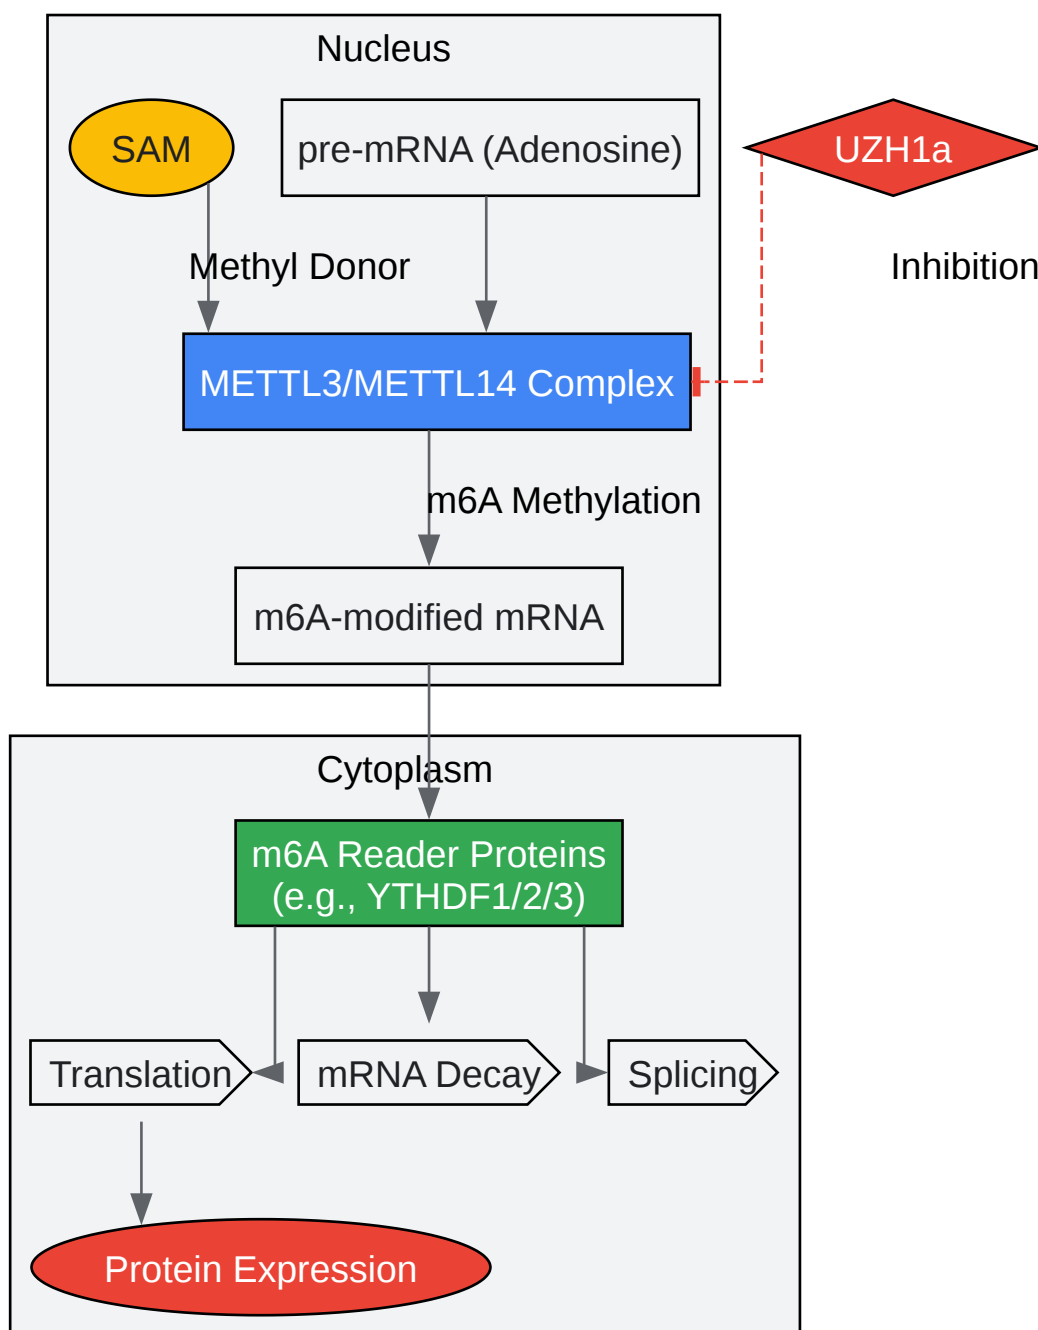 Nucleus
SAM
pre-mRNA (Adenosine)
UZH1a
Methyl Donor
Inhibition
METTL3/METTL14 Complex
m6A Methylation
m6A-modified mRNA
Cytoplasm
m6A Reader Proteins
(e.g., YTHDF1/2/3)
Translation
mRNA Decay
Splicing
Protein Expression